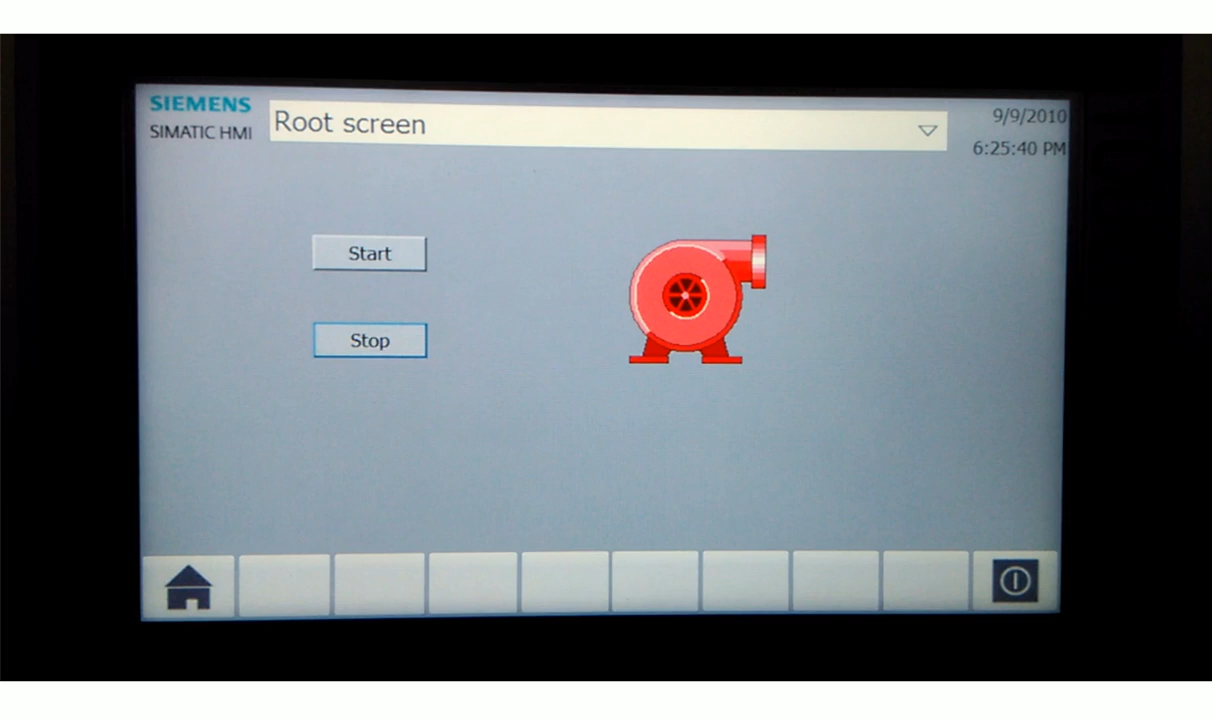 SIEMENS
SIMATIC HMI
Root screen
9/9/2010
6:25:40 PM
Start
Stop